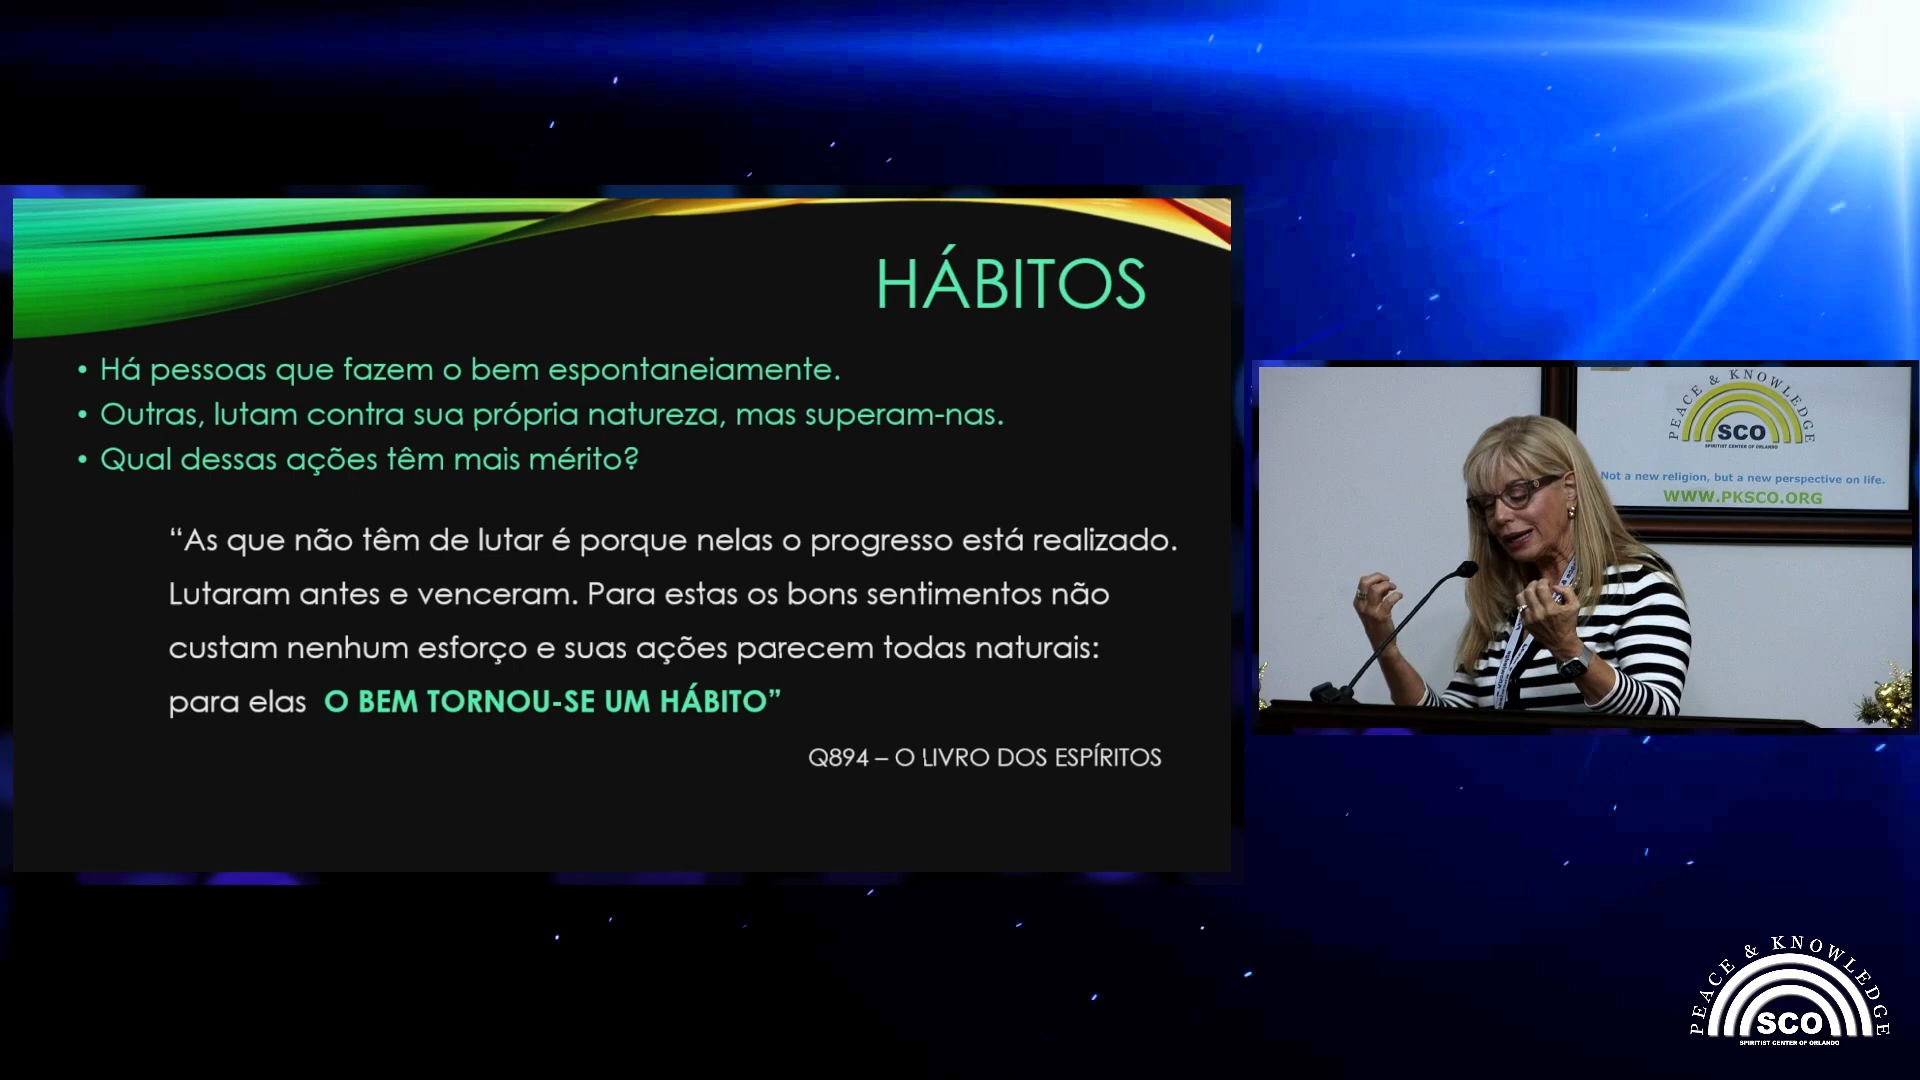 HÁBITOS
• Há pessoas que fazem o bem espontaneiamente.
• Outras, lutam contra sua própria natureza, mas superam-nas.
• Qual dessas ações têm mais mérito?
“As que não têm de lutar é porque nelas o progresso está realizado.
Lutaram antes e venceram. Para estas os bons sentimentos não
custam nenhum esforço e suas ações parecem todas naturais:
para elas O BEM TORNOU-SE UM HÁBITO”
Q894 – O LIVRO DOS ESPÍRITOS
PEACE & KNOWLEDGE
SCO
SPIRITIST CENTER OF ORLANDO
Not a new religion, but a new perspective on life.
WWW.PKSCO.ORG
PEACE & KNOWLEDGE
SCO
SPIRITIST CENTER OF ORLANDO